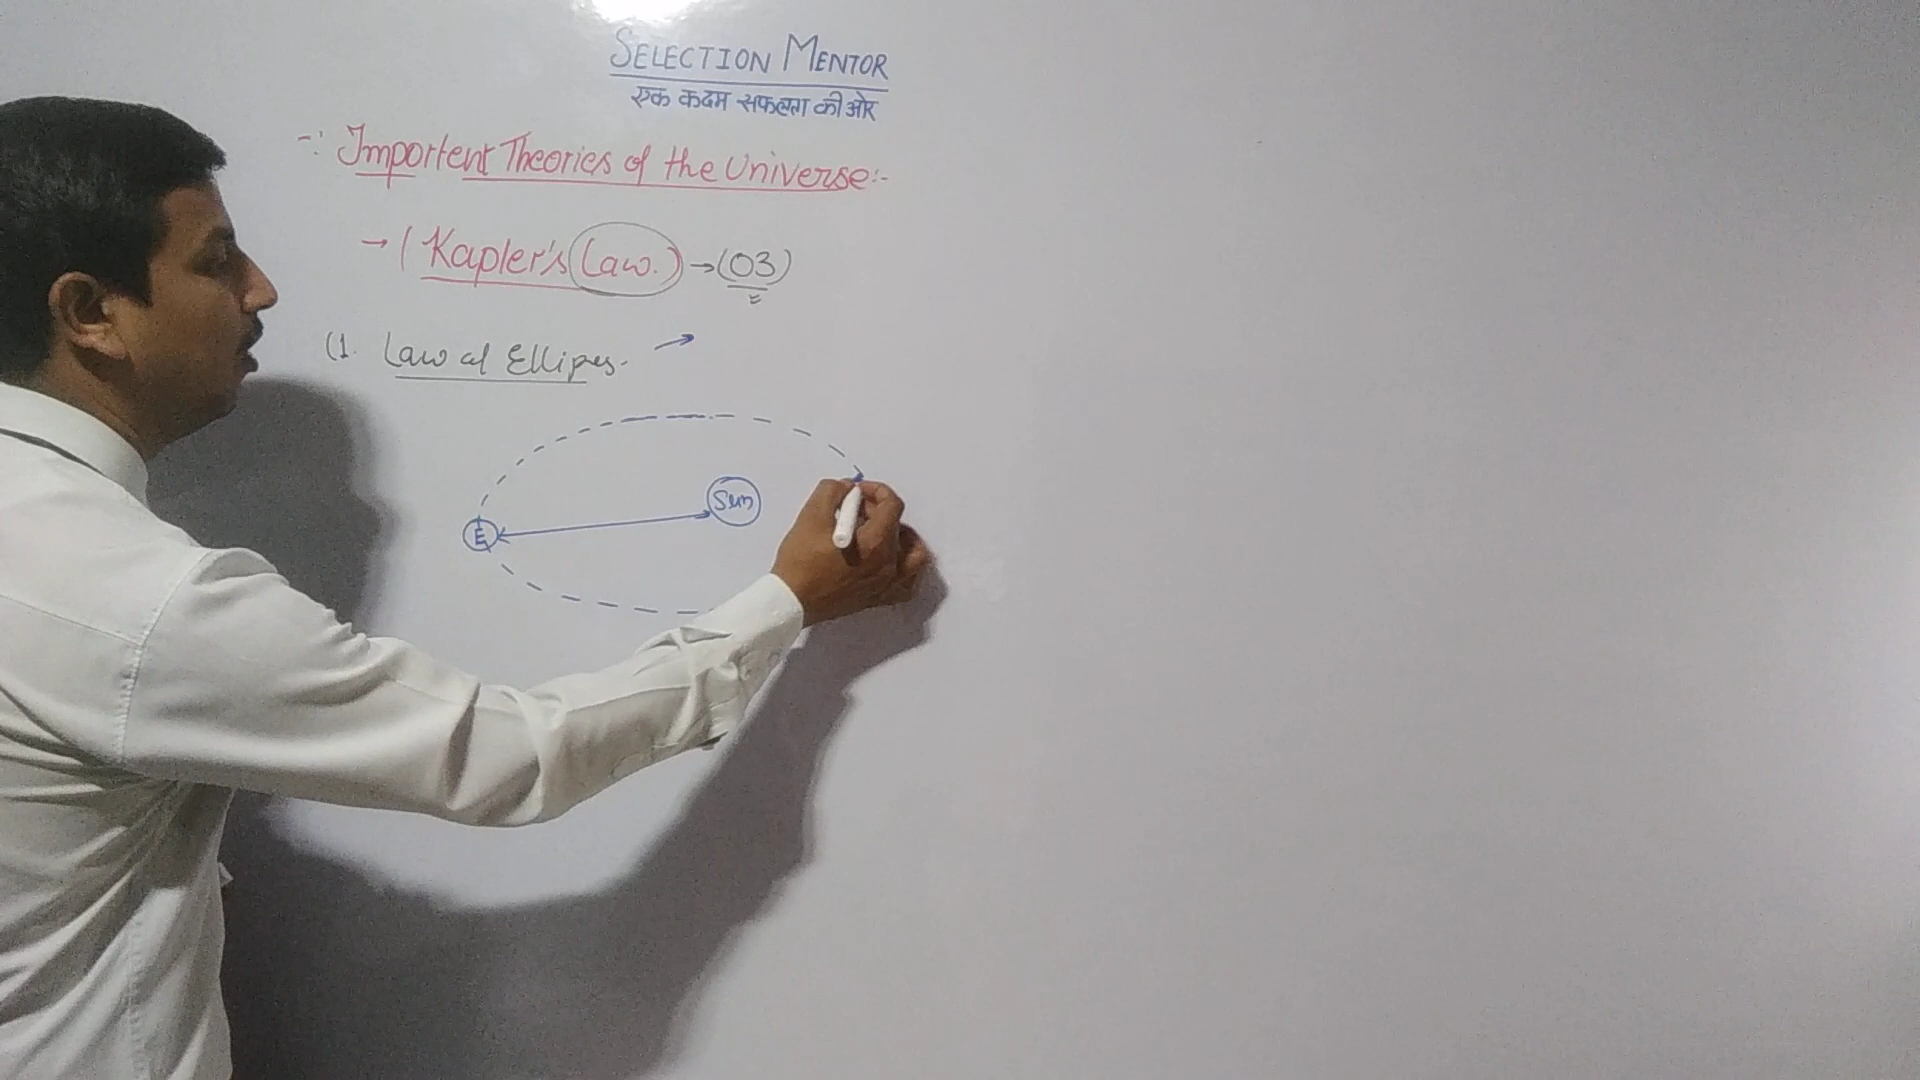 SELECTION MENTOR
एक कदम सफलता की ओर
-: Importent Theories of the Universe:-
→ ( Kapler's Law. ) → (03)
(1. Law of Ellipes. →
Sun
E